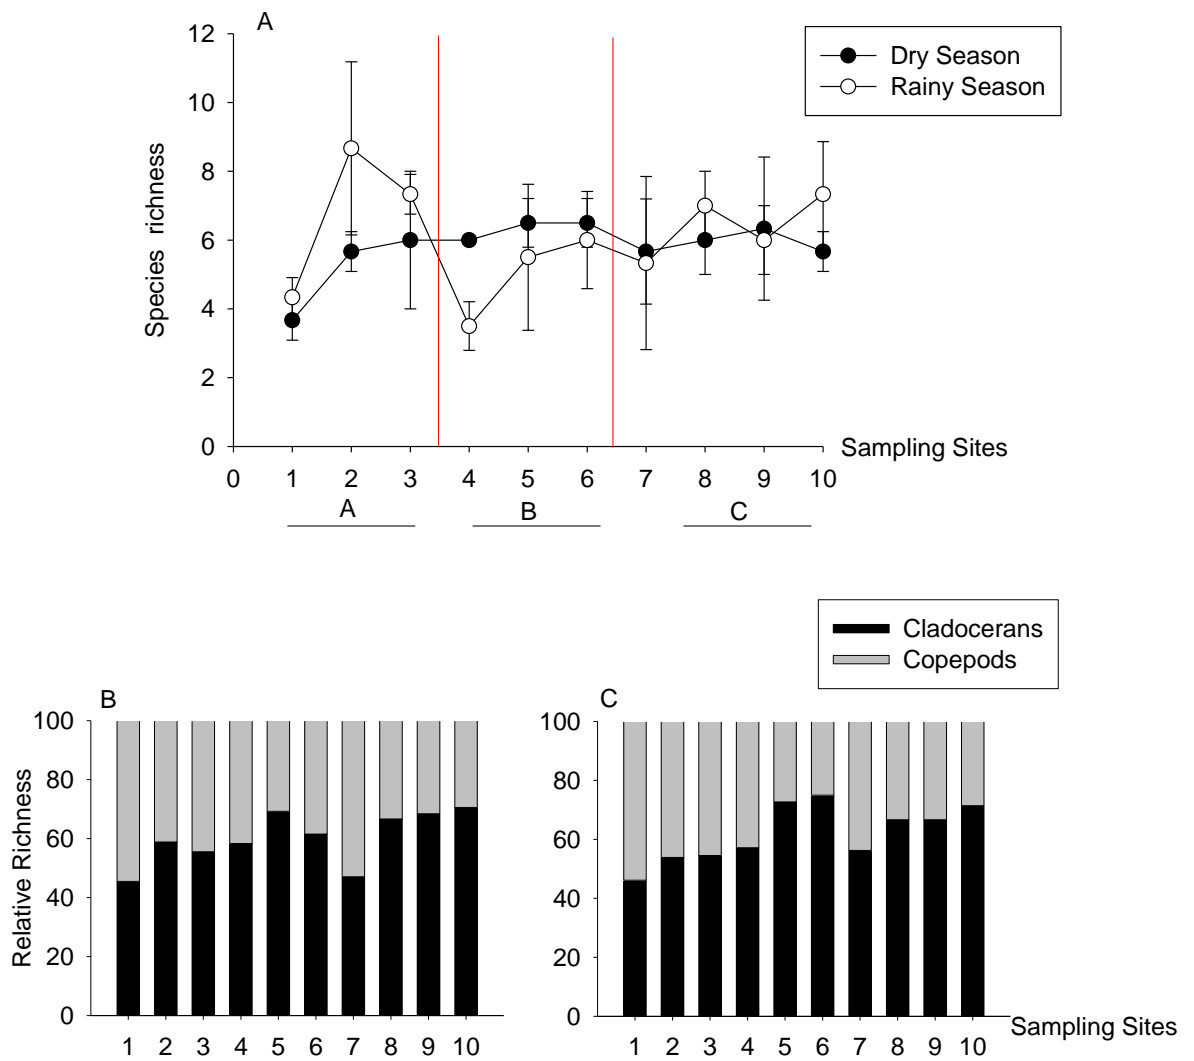 A
Dry Season
Rainy Season
12
10
8
6
4
2
0
Species richness
0 1 2 3 4 5 6 7 8 9 10
Sampling Sites
A B C
Cladocerans
Copepods
B
100
80
60
40
20
0
Relative Richness
1 2 3 4 5 6 7 8 9 10
C
100
80
60
40
20
0
1 2 3 4 5 6 7 8 9 10
Sampling Sites